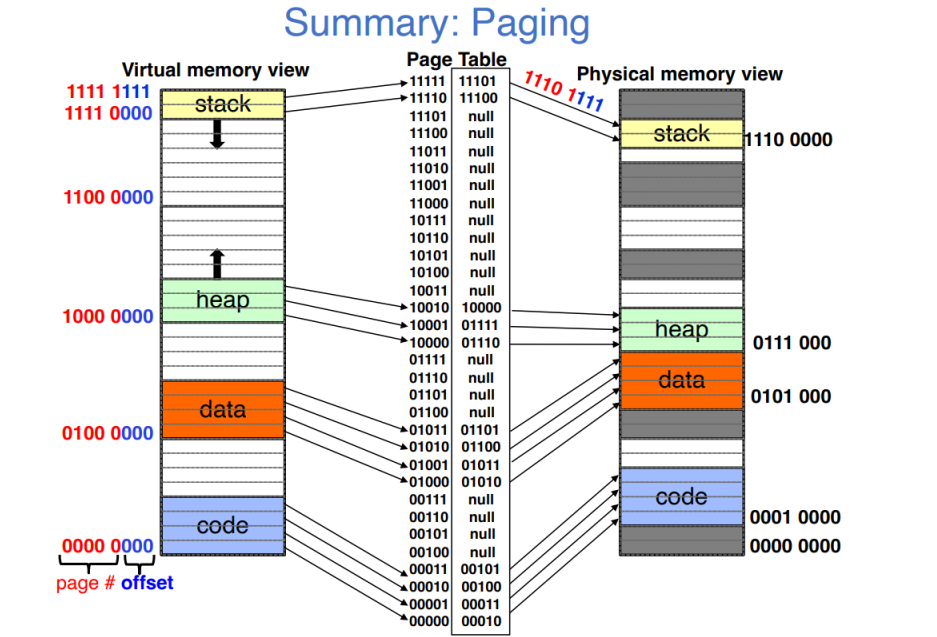 Summary: Paging
Virtual memory view
Page Table
Physical memory view
1111 1111
1111 0000
1100 0000
1000 0000
0100 0000
0000 0000
page # offset
stack
heap
data
code
11111 11101
11110 11100
11101 null
11100 null
11011 null
11010 null
11001 null
11000 null
10111 null
10110 null
10101 null
10100 null
10011 null
10010 10000
10001 01111
10000 01110
01111 null
01110 null
01101 null
01100 null
01011 01101
01010 01100
01001 01011
01000 01010
00111 null
00110 null
00101 null
00100 null
00011 00101
00010 00100
00001 00011
00000 00010
1110 1111
stack
1110 0000
heap
0111 000
data
0101 000
code
0001 0000
0000 0000